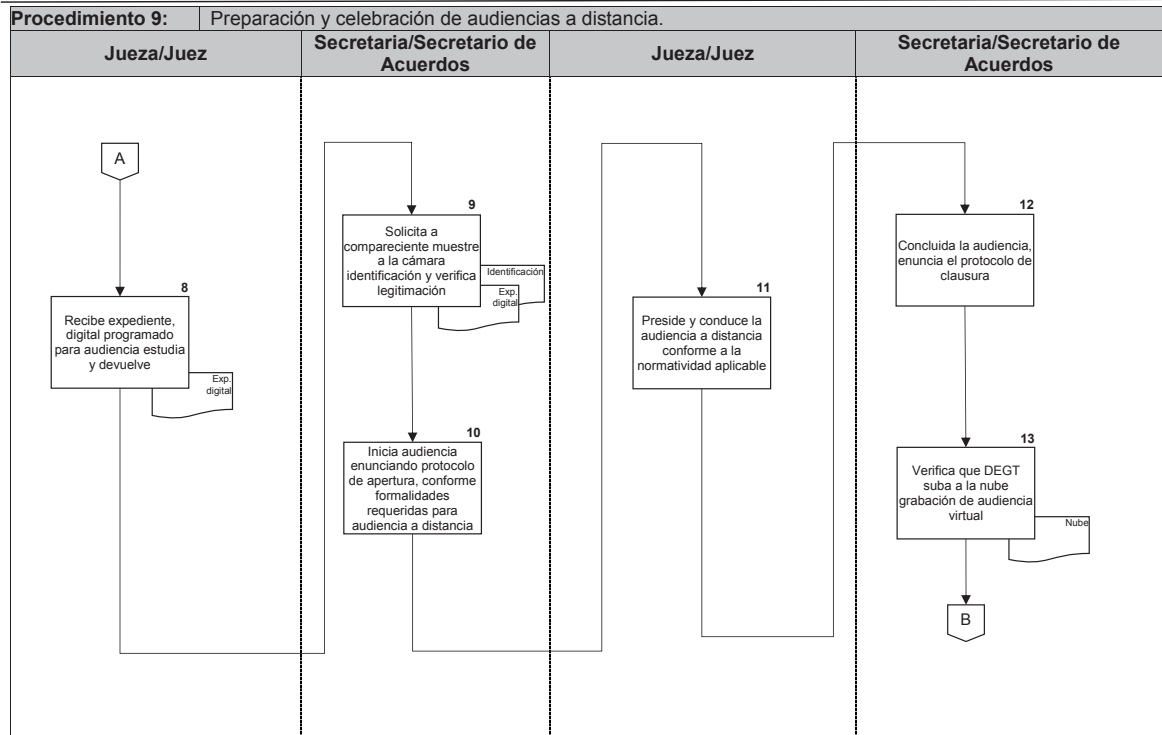 Procedimiento 9: Preparación y celebración de audiencias a distancia.
Jueza/Juez
Secretaria/Secretario de
Acuerdos
Jueza/Juez
Secretaria/Secretario de
Acuerdos
A
8
Recibe expediente,
digital programado
para audiencia estudia
y devuelve
Exp.
digital
9
Solicita a
compareciente muestre
a la cámara
identificación y verifica
legitimación
Identificación
Exp.
digital
10
Inicia audiencia
enunciando protocolo
de apertura, conforme
formalidades
requeridas para
audiencia a distancia
11
Preside y conduce la
audiencia a distancia
conforme a la
normatividad aplicable
12
Concluida la audiencia,
enuncia el protocolo de
clausura
13
Verifica que DEGT
suba a la nube
grabación de audiencia
virtual
Nube
B